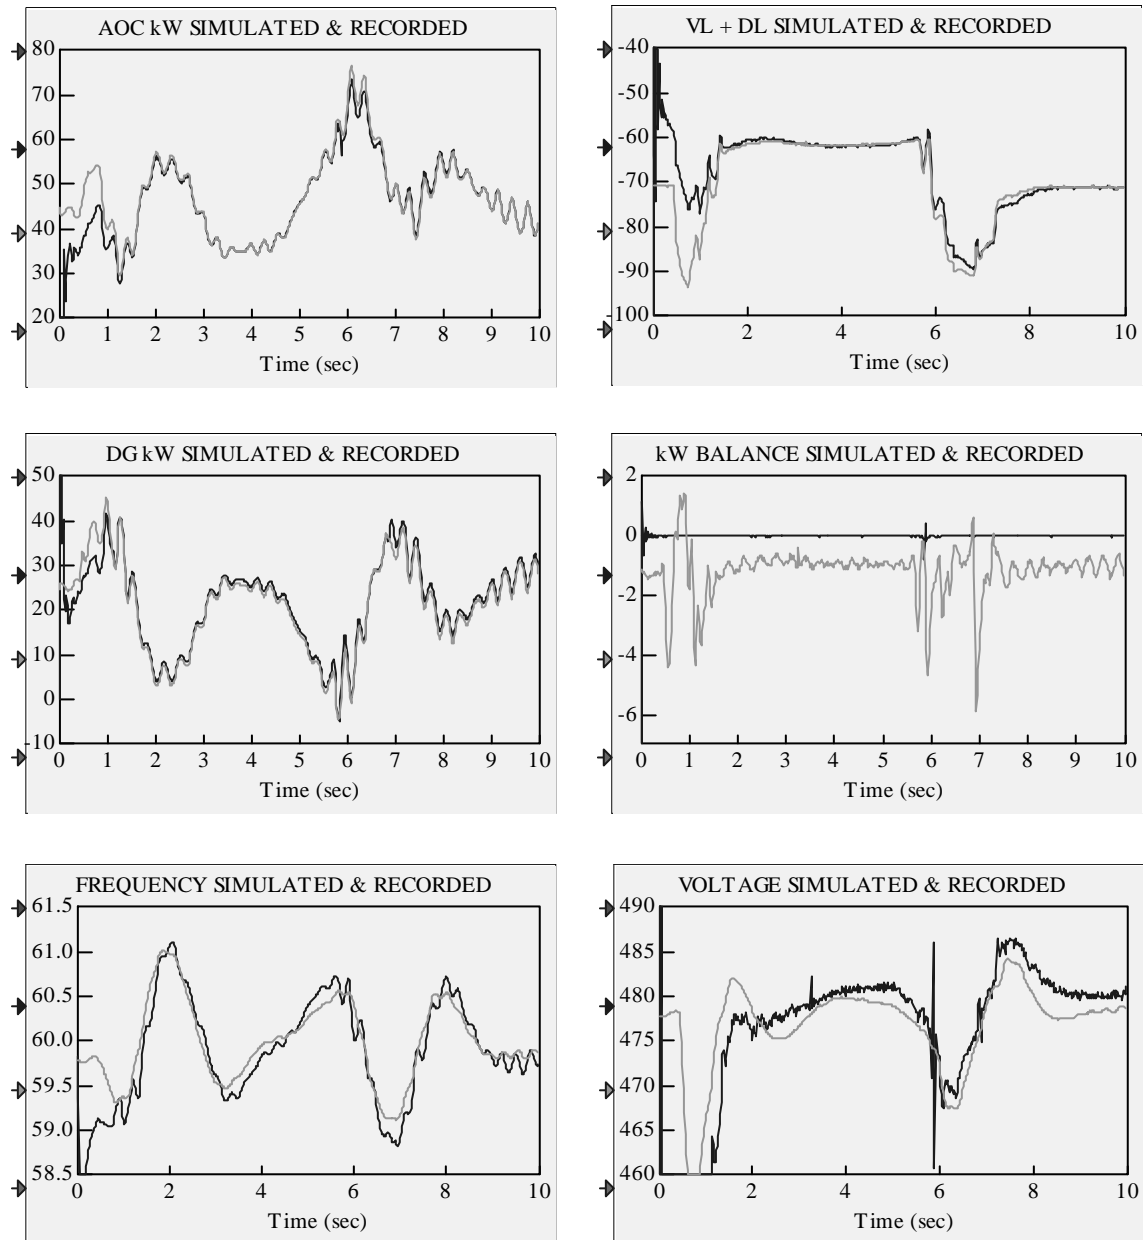 AOC kW SIMULATED & RECORDED
80
70
60
50
40
30
20
0 1 2 3 4 5 6 7 8 9 10
Time (sec)
VL + DL SIMULATED & RECORDED
-40
-50
-60
-70
-80
-90
-100
0 2 4 6 8 10
Time (sec)
DG kW SIMULATED & RECORDED
50
40
30
20
10
0
-10
0 1 2 3 4 5 6 7 8 9 10
Time (sec)
kW BALANCE SIMULATED & RECORDED
2
0
-2
-4
-6
0 1 2 3 4 5 6 7 8 9 10
Time (sec)
FREQUENCY SIMULATED & RECORDED
61.5
61.0
60.5
60.0
59.5
59.0
58.5
0 2 4 6 8 10
Time (sec)
VOLTAGE SIMULATED & RECORDED
490
485
480
475
470
465
460
0 2 4 6 8 10
Time (sec)